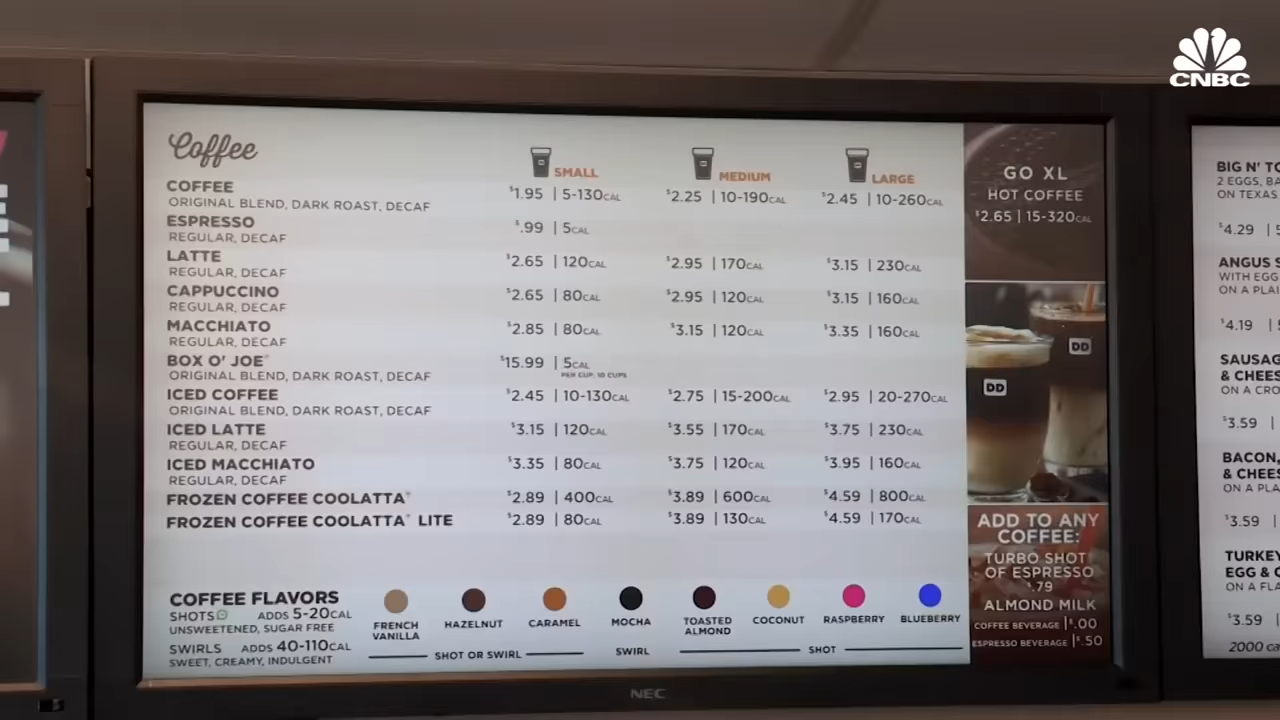 CNBC
Coffee
SMALL MEDIUM LARGE
COFFEE $1.95 | 5-130CAL $2.25 | 10-190CAL $2.45 | 10-260CAL
ORIGINAL BLEND, DARK ROAST, DECAF
ESPRESSO $.99 | 5CAL
REGULAR, DECAF
LATTE $2.65 | 120CAL $2.95 | 170CAL $3.15 | 230CAL
REGULAR, DECAF
CAPPUCCINO $2.65 | 80CAL $2.95 | 120CAL $3.15 | 160CAL
REGULAR, DECAF
MACCHIATO $2.85 | 80CAL $3.15 | 120CAL $3.35 | 160CAL
REGULAR, DECAF
BOX O' JOE® $15.99 | 5CAL
PER CUP, 10 CUPS
ORIGINAL BLEND, DARK ROAST, DECAF
ICED COFFEE $2.45 | 10-130CAL $2.75 | 15-200CAL $2.95 | 20-270CAL
ORIGINAL BLEND, DARK ROAST, DECAF
ICED LATTE $3.15 | 120CAL $3.55 | 170CAL $3.75 | 230CAL
REGULAR, DECAF
ICED MACCHIATO $3.35 | 80CAL $3.75 | 120CAL $3.95 | 160CAL
REGULAR, DECAF
FROZEN COFFEE COOLATTA® $2.89 | 400CAL $3.89 | 600CAL $4.59 | 800CAL
FROZEN COFFEE COOLATTA® LITE $2.89 | 80CAL $3.89 | 130CAL $4.59 | 170CAL
COFFEE FLAVORS
SHOTS ADDS 5-20CAL
UNSWEETENED, SUGAR FREE
SWIRLS ADDS 40-110CAL
SWEET, CREAMY, INDULGENT
FRENCH
VANILLA
HAZELNUT
CARAMEL
MOCHA
TOASTED
ALMOND
COCONUT
RASPBERRY
BLUEBERRY
SHOT OR SWIRL
SWIRL
SHOT
GO XL
HOT COFFEE
$2.65 | 15-320CAL
DD
DD
ADD TO ANY
COFFEE:
TURBO SHOT
OF ESPRESSO
$.79
ALMOND MILK
COFFEE BEVERAGE | $.00
ESPRESSO BEVERAGE | $.50
BIG N' TO
2 EGGS, BA
ON TEXAS
$4.29 |
ANGUS S
WITH EGG
ON A PLAI
$4.19 |
SAUSAG
& CHEES
ON A CRO
$3.59 |
BACON,
& CHEES
ON A PLA
$3.59 |
TURKEY
EGG & C
ON A FLA
$3.59 |
2000 ca
NEC